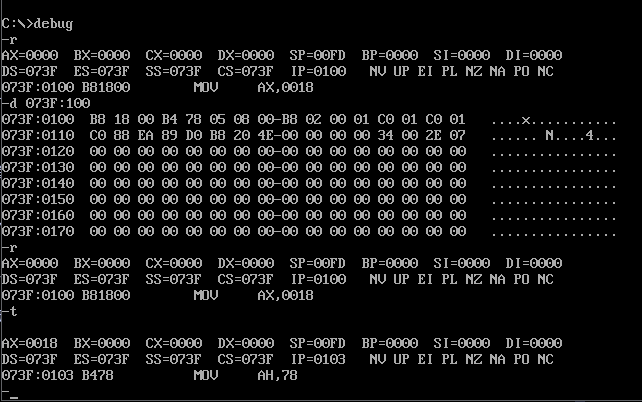 C:\>debug
-r
AX=0000  BX=0000  CX=0000  DX=0000  SP=00FD  BP=0000  SI=0000  DI=0000
DS=073F  ES=073F  SS=073F  CS=073F  IP=0100   NV UP EI PL NZ NA PO NC
073F:0100 B81800        MOV     AX,0018
-d 073F:100
073F:0100  B8 18 00 B4 78 05 08 00-B8 02 00 01 C0 01 C0 01   ....x...........
073F:0110  C0 88 EA 89 D0 B8 20 4E-00 00 00 00 34 00 2E 07   ...... N....4...
073F:0120  00 00 00 00 00 00 00 00-00 00 00 00 00 00 00 00   ................
073F:0130  00 00 00 00 00 00 00 00-00 00 00 00 00 00 00 00   ................
073F:0140  00 00 00 00 00 00 00 00-00 00 00 00 00 00 00 00   ................
073F:0150  00 00 00 00 00 00 00 00-00 00 00 00 00 00 00 00   ................
073F:0160  00 00 00 00 00 00 00 00-00 00 00 00 00 00 00 00   ................
073F:0170  00 00 00 00 00 00 00 00-00 00 00 00 00 00 00 00   ................
-r
AX=0000  BX=0000  CX=0000  DX=0000  SP=00FD  BP=0000  SI=0000  DI=0000
DS=073F  ES=073F  SS=073F  CS=073F  IP=0100   NV UP EI PL NZ NA PO NC
073F:0100 B81800        MOV     AX,0018
-t
AX=0018  BX=0000  CX=0000  DX=0000  SP=00FD  BP=0000  SI=0000  DI=0000
DS=073F  ES=073F  SS=073F  CS=073F  IP=0103   NV UP EI PL NZ NA PO NC
073F:0103 B478          MOV     AH,78
-_